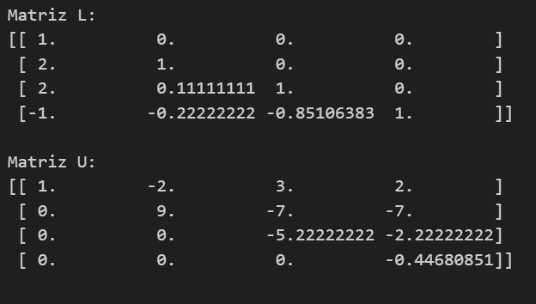 Matriz L:
[[ 1.          0.          0.          0.        ]
 [ 2.          1.          0.          0.        ]
 [ 2.          0.11111111  1.          0.        ]
 [-1.         -0.22222222 -0.85106383  1.        ]]

Matriz U:
[[ 1.         -2.          3.          2.        ]
 [ 0.          9.         -7.         -7.        ]
 [ 0.          0.         -5.22222222 -2.22222222]
 [ 0.          0.          0.         -0.44680851]]